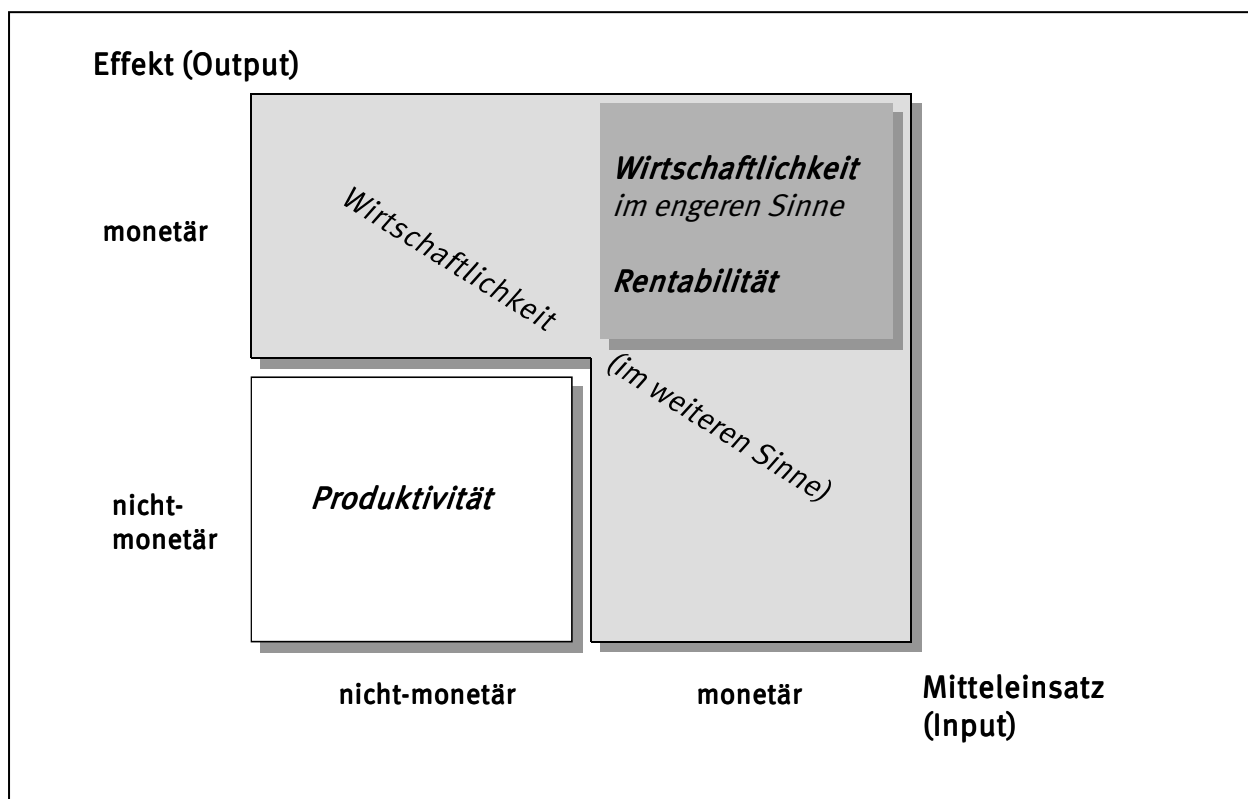 Effekt (Output)
monetär
Wirtschaftlichkeit
Wirtschaftlichkeit
im engeren Sinne
Rentabilität
(im weiteren Sinne)
nicht-
monetär
Produktivität
nicht-monetär
monetär
Mitteleinsatz
(Input)